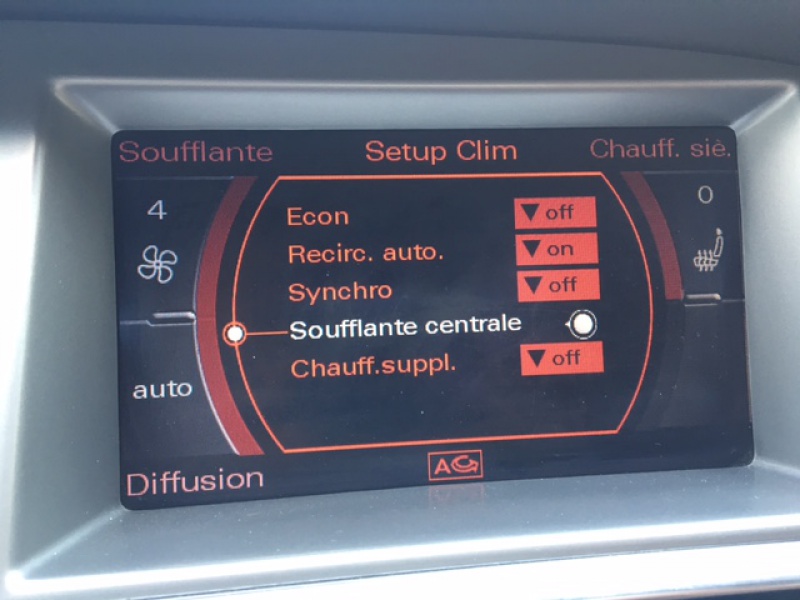 Soufflante Setup Clim Chauff. siè.
4 0
Econ ▼ off
Recirc. auto. ▼ on
Synchro ▼ off
Soufflante centrale
Chauff.suppl. ▼ off
auto
A
Diffusion